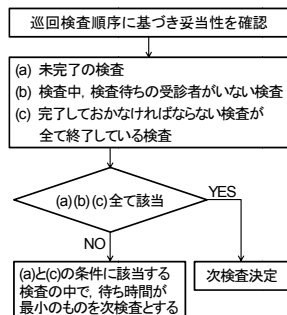 巡回検査順序に基づき妥当性を確認
(a) 未完了の検査
(b) 検査中，検査待ちの受診者がいない検査
(c) 完了しておかなければならない検査が
全て終了している検査
(a)(b)(c)全て該当
YES
NO
(a)と(c)の条件に該当する
検査の中で，待ち時間が
最小のものを次検査とする
次検査決定